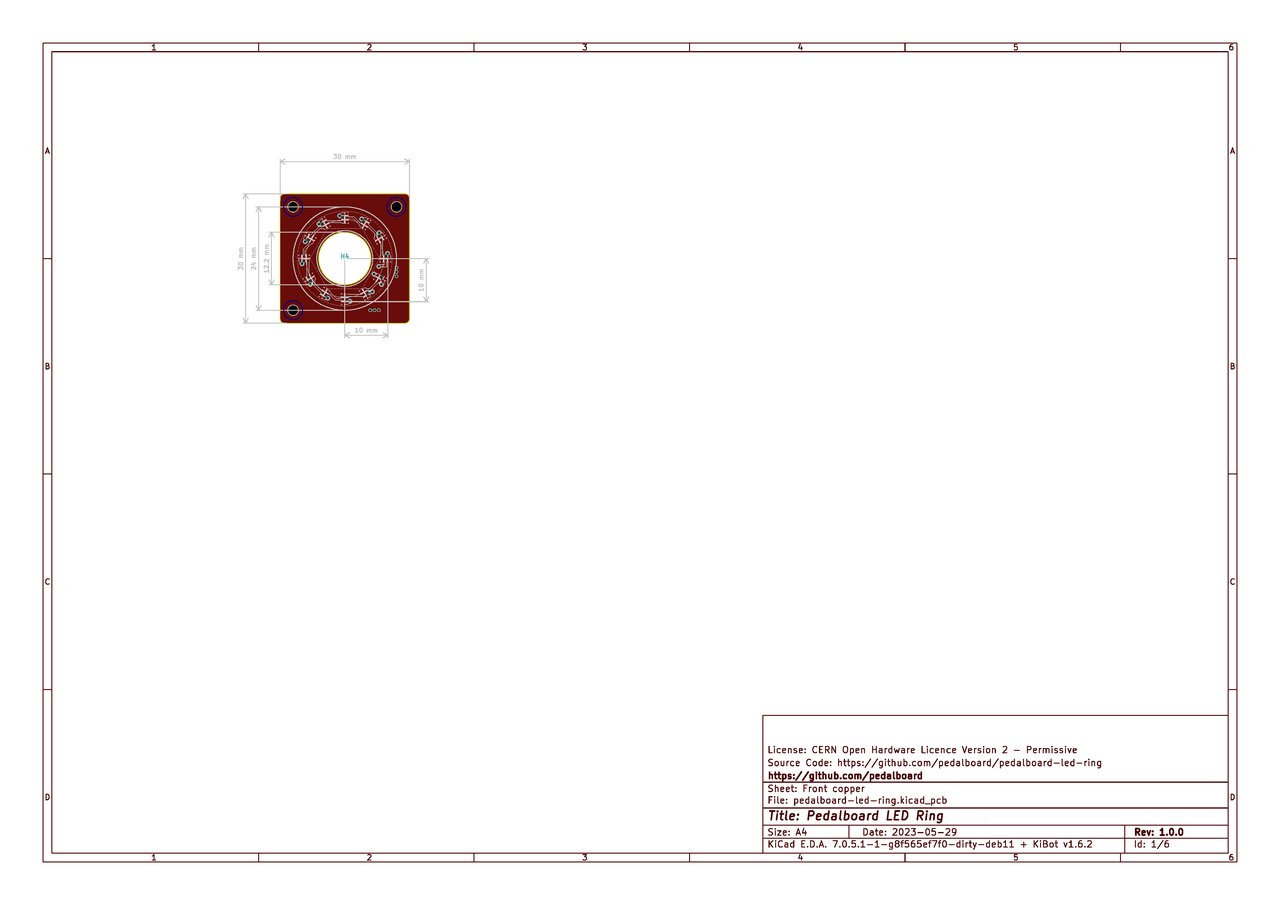 1 2 3 4 5 6
A A
30 mm
30 mm
24 mm
12.2 mm
H4
10 mm
10 mm
B B
C C
D D
License: CERN Open Hardware Licence Version 2 - Permissive
Source Code: https://github.com/pedalboard/pedalboard-led-ring
https://github.com/pedalboard
Sheet: Front copper
File: pedalboard-led-ring.kicad_pcb
Title: Pedalboard LED Ring
Size: A4 Date: 2023-05-29 Rev: 1.0.0
KiCad E.D.A. 7.0.5.1-1-g8f565ef7f0-dirty-deb11 + KiBot v1.6.2 Id: 1/6
1 2 3 4 5 6